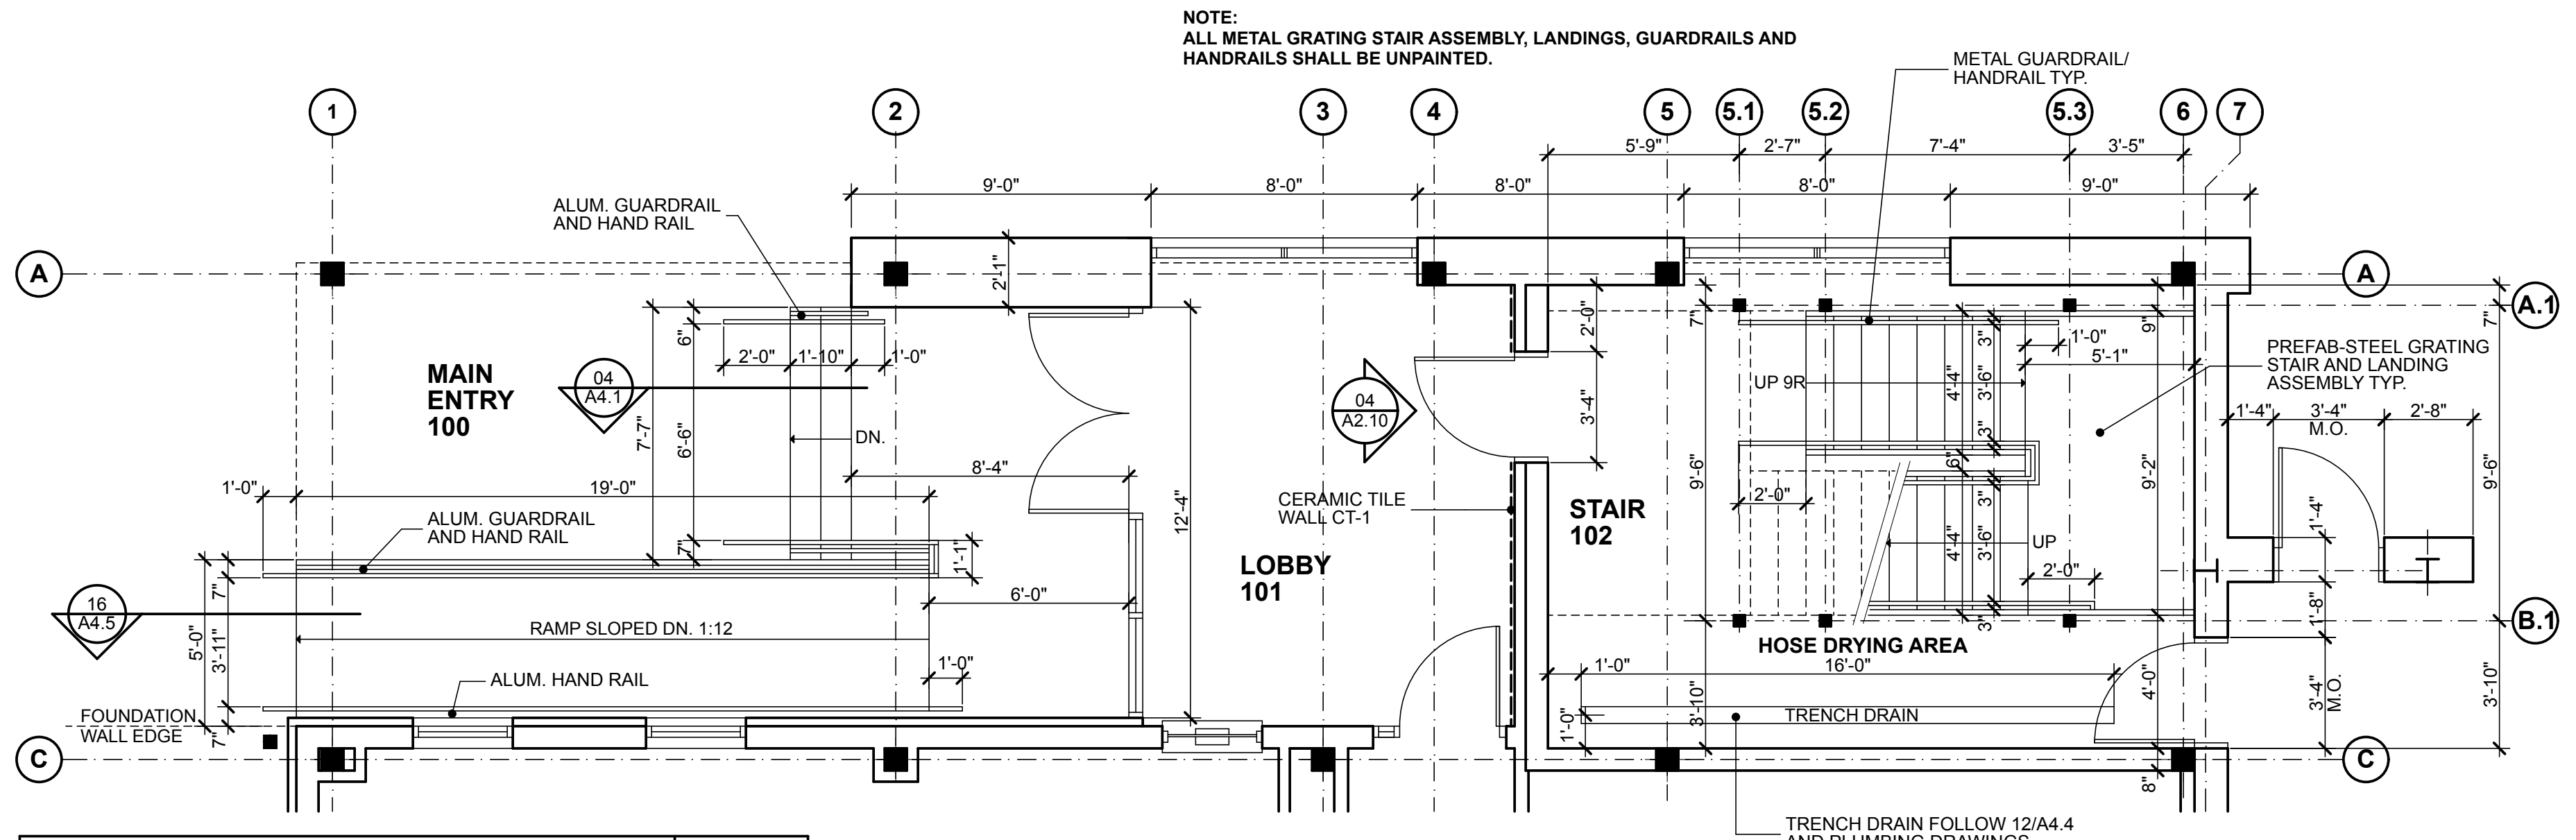 NOTE:
ALL METAL GRATING STAIR ASSEMBLY, LANDINGS, GUARDRAILS AND
HANDRAILS SHALL BE UNPAINTED.
METAL GUARDRAIL/
HANDRAIL TYP.
1
2
3
4
5
5.1
5.2
5.3
6
7
5'-9"
2'-7"
7'-4"
3'-5"
9'-0"
8'-0"
8'-0"
8'-0"
9'-0"
ALUM. GUARDRAIL
AND HAND RAIL
A
A
A.1
2'-1"
7"
2'-0"
9"
7"
6"
2'-0"
1'-10"
1'-0"
3"
1'-0"
5'-1"
PREFAB-STEEL GRATING
STAIR AND LANDING
ASSEMBLY TYP.
MAIN
ENTRY
100
04
A4.1
7'-7"
6'-6"
DN.
8'-4"
04
A2.10
3'-4"
UP 9R
4'-4"
3'-6"
3"
1'-4"
3'-4"
M.O.
2'-8"
1'-0"
19'-0"
12'-4"
CERAMIC TILE
WALL CT-1
9'-6"
6"
9'-2"
9'-6"
2'-0"
3"
STAIR
102
ALUM. GUARDRAIL
AND HAND RAIL
7"
1'-1"
LOBBY
101
4'-4"
3'-6"
UP
2'-0"
1'-4"
1'-8"
3"
16
A4.5
7"
5'-0"
3'-11"
6'-0"
RAMP SLOPED DN. 1:12
B.1
HOSE DRYING AREA
1'-0"
16'-0"
1'-0"
ALUM. HAND RAIL
4'-0"
3'-4"
M.O.
3'-10"
3'-10"
FOUNDATION
WALL EDGE
7"
1'-0"
TRENCH DRAIN
C
C
8"
TRENCH DRAIN FOLLOW 12/A4.4
AND PLUMBING DRAWINGS